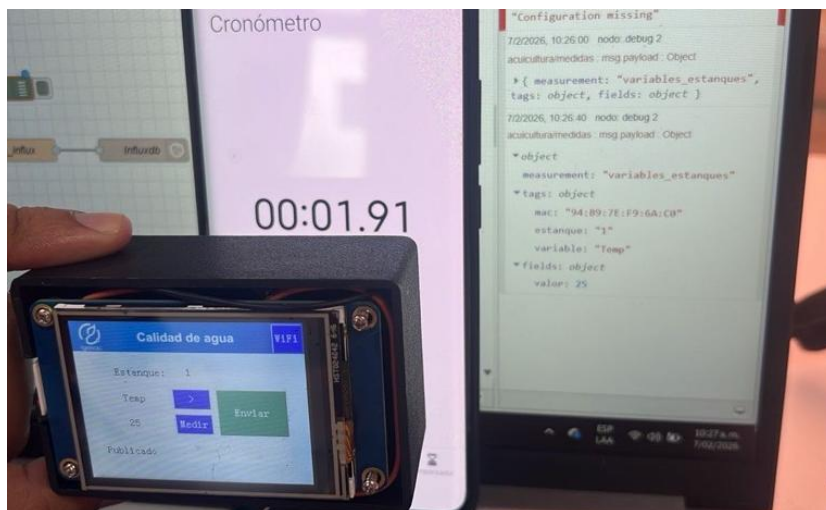 Cronómetro
00:01.91
_influx
Influxdb
"Configuration missing"
7/2/2026, 10:26:00 nodo: debug 2
acuicultura/medidas : msg.payload : Object
{ measurement: "variables_estanques",
tags: object, fields: object }
7/2/2026, 10:26:40 nodo: debug 2
acuicultura/medidas : msg.payload : Object
object
measurement: "variables_estanques"
tags: object
mac: "94:B9:7E:F9:6A:C0"
estanque: "1"
variable: "Temp"
fields: object
valor: 25
ESP
LAA
10:27 a.m.
7/02/2026
Calidad de agua
WiFi
Estanque: 1
Temp
>
Enviar
25
Medir
Publicado